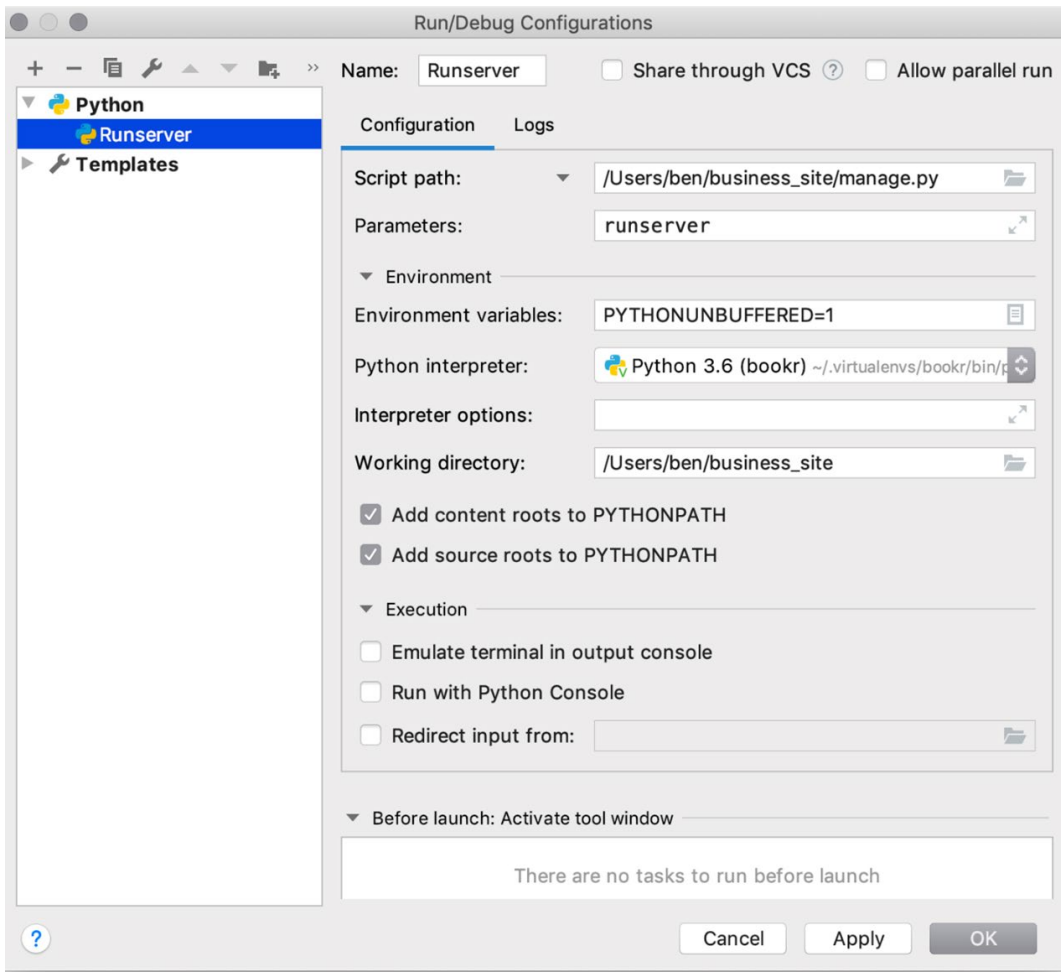 Run/Debug Configurations
Name: Runserver Share through VCS ? Allow parallel run
Python
Runserver
Templates
Configuration Logs
Script path: /Users/ben/business_site/manage.py
Parameters: runserver
Environment
Environment variables: PYTHONUNBUFFERED=1
Python interpreter: Python 3.6 (bookr) ~/.virtualenvs/bookr/bin/p
Interpreter options:
Working directory: /Users/ben/business_site
Add content roots to PYTHONPATH
Add source roots to PYTHONPATH
Execution
Emulate terminal in output console
Run with Python Console
Redirect input from:
Before launch: Activate tool window
There are no tasks to run before launch
? Cancel Apply OK